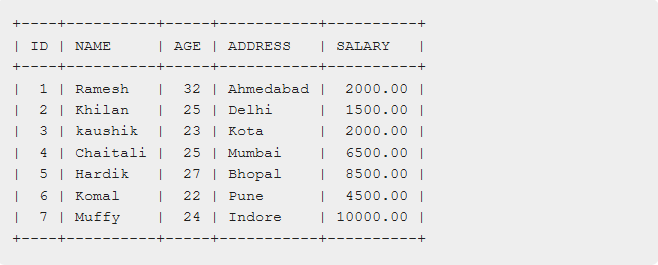 +----+----------+-----+-----------+----------+
| ID | NAME     | AGE | ADDRESS   | SALARY   |
+----+----------+-----+-----------+----------+
|  1 | Ramesh   |  32 | Ahmedabad |  2000.00 |
|  2 | Khilan   |  25 | Delhi     |  1500.00 |
|  3 | kaushik  |  23 | Kota      |  2000.00 |
|  4 | Chaitali |  25 | Mumbai    |  6500.00 |
|  5 | Hardik   |  27 | Bhopal    |  8500.00 |
|  6 | Komal    |  22 | Pune      |  4500.00 |
|  7 | Muffy    |  24 | Indore    | 10000.00 |
+----+----------+-----+-----------+----------+